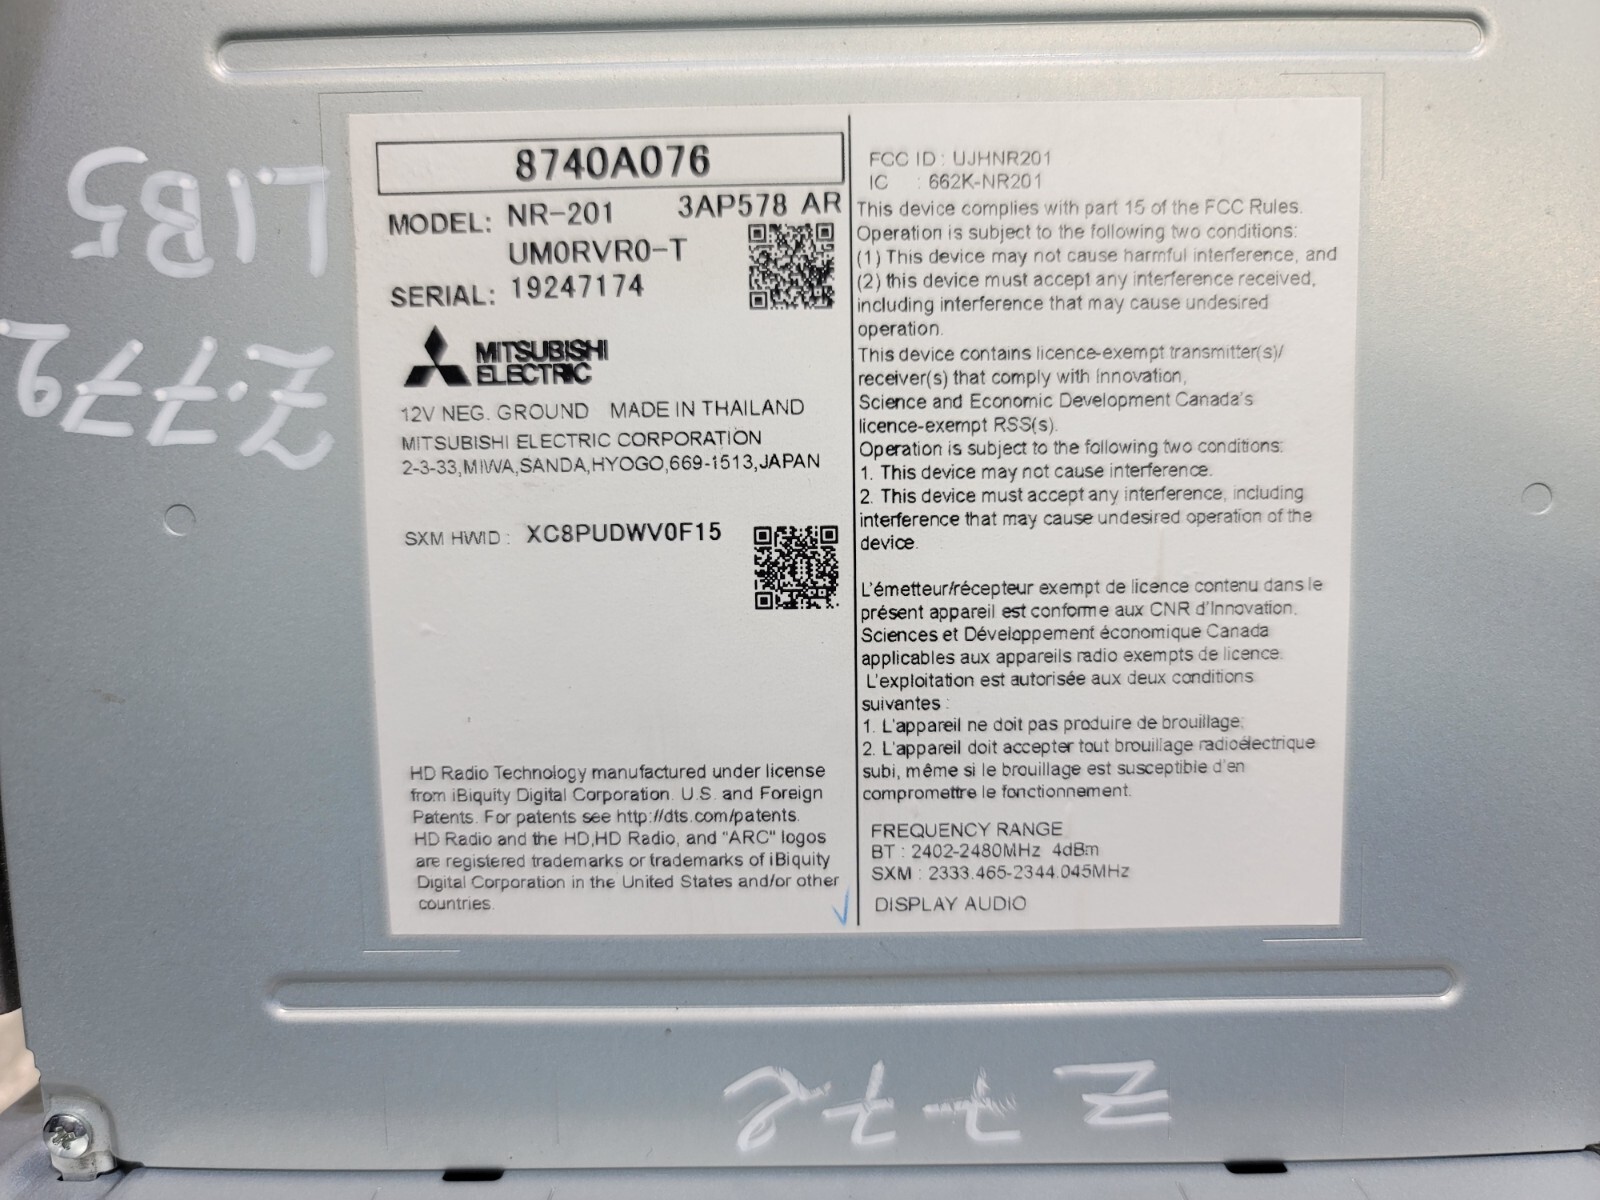 8740A076
MODEL: NR-201 3AP578 AR
UM0RVR0-T
SERIAL: 19247174
MITSUBISHI
ELECTRIC
12V NEG. GROUND MADE IN THAILAND
MITSUBISHI ELECTRIC CORPORATION
2-3-33,MIWA,SANDA,HYOGO,669-1513,JAPAN
SXM HWID : XC8PUDWV0F15
HD Radio Technology manufactured under license
from iBiquity Digital Corporation. U.S. and Foreign
Patents. For patents see http://dts.com/patents.
HD Radio and the HD,HD Radio, and "ARC" logos
are registered trademarks or trademarks of iBiquity
Digital Corporation in the United States and/or other
countries.
FCC ID : UJHNR201
IC : 662K-NR201
This device complies with part 15 of the FCC Rules.
Operation is subject to the following two conditions:
(1) This device may not cause harmful interference, and
(2) this device must accept any interference received,
including interference that may cause undesired
operation.
This device contains licence-exempt transmitter(s)/
receiver(s) that comply with Innovation,
Science and Economic Development Canada's
licence-exempt RSS(s).
Operation is subject to the following two conditions:
1. This device may not cause interference.
2. This device must accept any interference, including
interference that may cause undesired operation of the
device.
L'émetteur/récepteur exempt de licence contenu dans le
présent appareil est conforme aux CNR d'Innovation,
Sciences et Développement économique Canada
applicables aux appareils radio exempts de licence.
L'exploitation est autorisée aux deux conditions
suivantes :
1. L'appareil ne doit pas produire de brouillage;
2. L'appareil doit accepter tout brouillage radioélectrique
subi, même si le brouillage est susceptible d'en
compromettre le fonctionnement.
FREQUENCY RANGE
BT : 2402-2480MHz 4dBm
SXM : 2333.465-2344.045MHz
DISPLAY AUDIO
LIB5
Z.772
Z-772